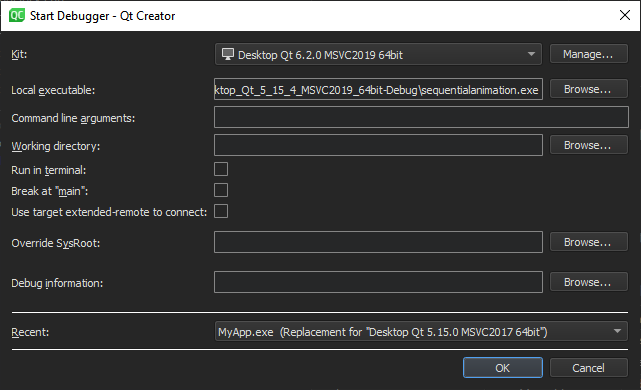 QC Start Debugger - Qt Creator
Kit: Desktop Qt 6.2.0 MSVC2019 64bit Manage...
Local executable: ktop_Qt_5_15_4_MSVC2019_64bit-Debug\sequentialanimation.exe Browse...
Command line arguments:
Working directory: Browse...
Run in terminal:
Break at "main":
Use target extended-remote to connect:
Override SysRoot: Browse...
Debug information: Browse...
Recent: MyApp.exe (Replacement for "Desktop Qt 5.15.0 MSVC2017 64bit")
OK Cancel